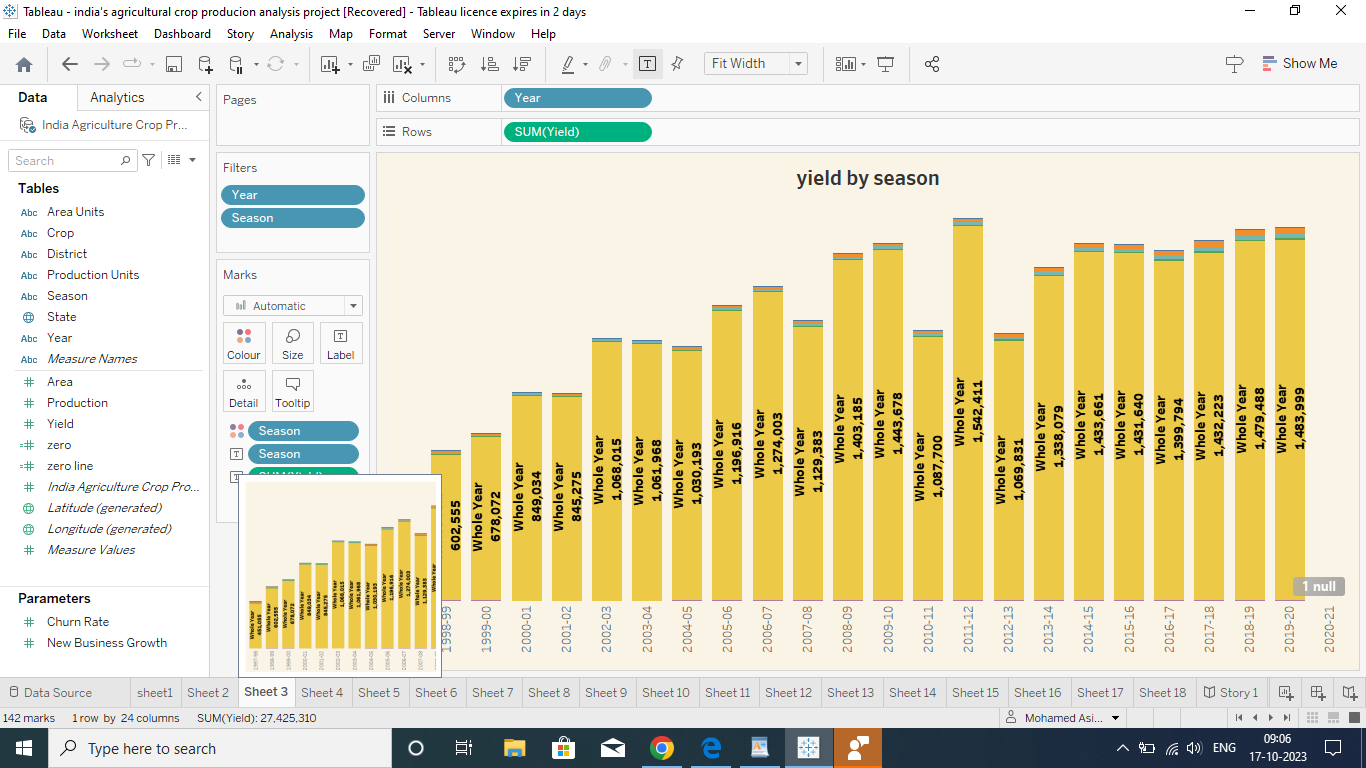 Tableau - india's agricultural crop producion analysis project [Recovered] - Tableau licence expires in 2 days
File Data Worksheet Dashboard Story Analysis Map Format Server Window Help
Fit Width
Show Me
Data Analytics
India Agriculture Crop Pr...
Search
Tables
Abc Area Units
Abc Crop
Abc District
Abc Production Units
Abc Season
State
Abc Year
Abc Measure Names
Area
Production
Yield
zero
zero line
India Agriculture Crop Pro...
Latitude (generated)
Longitude (generated)
Measure Values
Parameters
Churn Rate
New Business Growth
Pages
Filters
Year
Season
Marks
Automatic
Colour Size Label
Detail Tooltip
Season
Season
Columns Year
Rows SUM(Yield)
yield by season
602,555
Whole Year 678,072
Whole Year 849,034
Whole Year 845,275
Whole Year 1,068,015
Whole Year 1,061,968
Whole Year 1,030,193
Whole Year 1,196,916
Whole Year 1,274,003
Whole Year 1,129,383
Whole Year 1,403,185
Whole Year 1,443,678
Whole Year 1,087,700
Whole Year 1,542,411
Whole Year 1,069,831
Whole Year 1,338,079
Whole Year 1,433,661
Whole Year 1,431,640
Whole Year 1,399,794
Whole Year 1,432,223
Whole Year 1,479,488
Whole Year 1,483,999
1 null
1998-99 1999-00 2000-01 2001-02 2002-03 2003-04 2004-05 2005-06 2006-07 2007-08 2008-09 2009-10 2010-11 2011-12 2012-13 2013-14 2014-15 2015-16 2016-17 2017-18 2018-19 2019-20 2020-21
Data Source sheet1 Sheet 2 Sheet 3 Sheet 4 Sheet 5 Sheet 6 Sheet 7 Sheet 8 Sheet 9 Sheet 10 Sheet 11 Sheet 12 Sheet 13 Sheet 14 Sheet 15 Sheet 16 Sheet 17 Sheet 18 Story 1
142 marks 1 row by 24 columns SUM(Yield): 27,425,310 Mohamed Asi...
Type here to search
ENG
09:06
17-10-2023